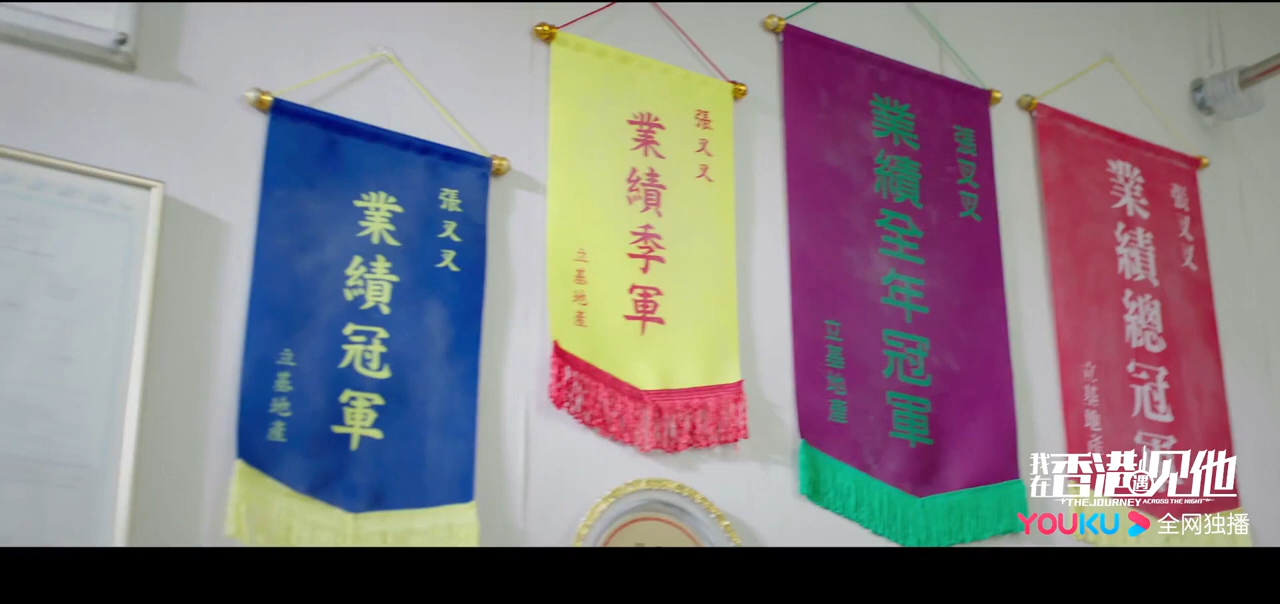 張又又
業績冠軍
立基地產
張又又
業績季軍
立基地產
張又又
業績全年冠軍
立基地產
張又又
業績總冠軍
立基地產
我在香港遇见他
THE JOURNEY ACROSS THE NIGHT
YOUKU 全网独播